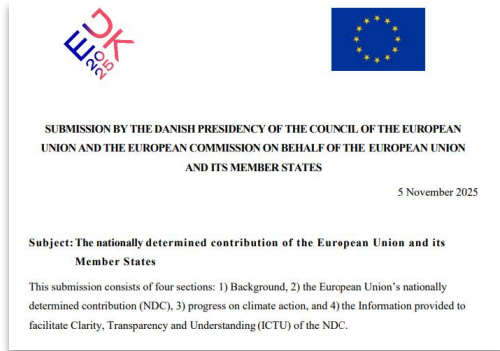 EU DK
2025
SUBMISSION BY THE DANISH PRESIDENCY OF THE COUNCIL OF THE EUROPEAN
UNION AND THE EUROPEAN COMMISSION ON BEHALF OF THE EUROPEAN UNION
AND ITS MEMBER STATES
5 November 2025
Subject: The nationally determined contribution of the European Union and its
Member States
This submission consists of four sections: 1) Background, 2) the European Union's nationally
determined contribution (NDC), 3) progress on climate action, and 4) the Information provided to
facilitate Clarity, Transparency and Understanding (ICTU) of the NDC.